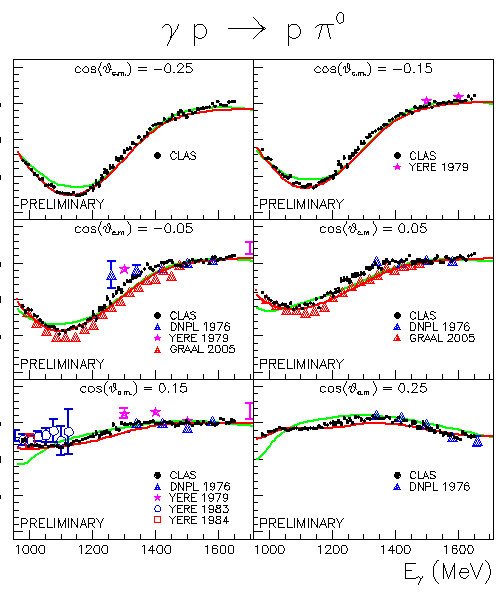 γ p → p π⁰
cos(ϑc.m.) = −0.25
CLAS
PRELIMINARY
cos(ϑc.m.) = −0.15
CLAS
YERE 1979
PRELIMINARY
cos(ϑc.m) = −0.05
CLAS
DNPL 1976
YERE 1979
GRAAL 2005
PRELIMINARY
cos(ϑc.m) = 0.05
CLAS
DNPL 1976
GRAAL 2005
PRELIMINARY
cos(ϑc.m.) = 0.15
CLAS
DNPL 1976
YERE 1979
YERE 1983
YERE 1984
PRELIMINARY
cos(ϑc.m) = 0.25
CLAS
DNPL 1976
PRELIMINARY
1000 1200 1400 1600
1000 1200 1400 1600
Eγ (MeV)